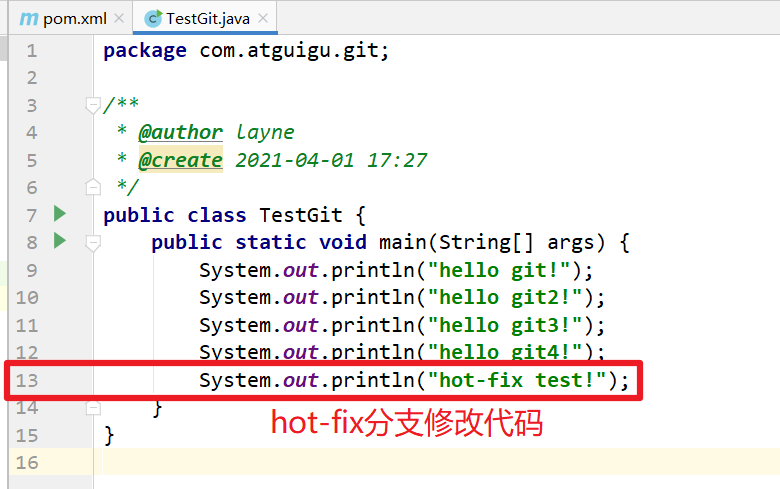 m pom.xml ×
C TestGit.java ×
1 package com.atguigu.git;
2
3 /**
4 * @author layne
5 * @create 2021-04-01 17:27
6 */
7 public class TestGit {
8 public static void main(String[] args) {
9 System.out.println("hello git!");
10 System.out.println("hello git2!");
11 System.out.println("hello git3!");
12 System.out.println("hello git4!");
13 System.out.println("hot-fix test!");
14 }
hot-fix分支修改代码
15 }
16